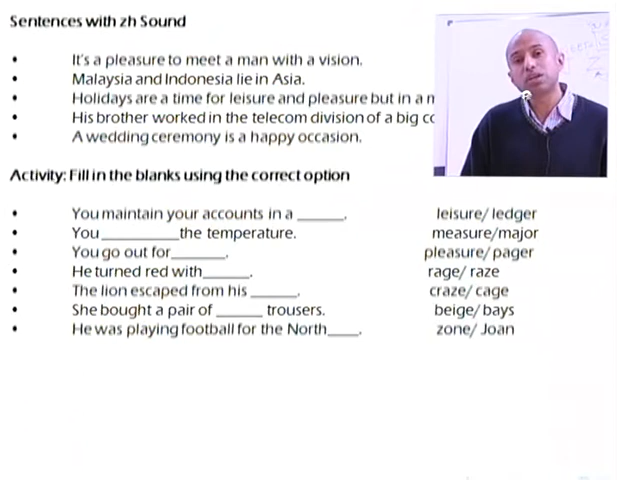 Sentences with zh Sound
• It's a pleasure to meet a man with a vision.
• Malaysia and Indonesia lie in Asia.
• Holidays are a time for leisure and pleasure but in a
• His brother worked in the telecom division of a big
• A wedding ceremony is a happy occasion.
Activity: Fill in the blanks using the correct option
• You maintain your accounts in a ______. leisure/ ledger
• You __________the temperature. measure/major
• You go out for_______. pleasure/ pager
• He turned red with______. rage/ raze
• The lion escaped from his ______. craze/ cage
• She bought a pair of ______ trousers. beige/ bays
• He was playing football for the North____. zone/ Joan